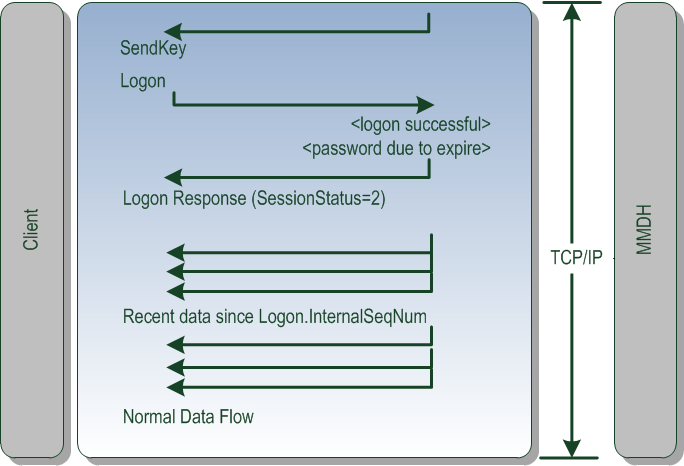 SendKey
Logon
<logon successful>
<password due to expire>
Logon Response (SessionStatus=2)
Client
TCP/IP
MMDH
Recent data since Logon.InternalSeqNum
Normal Data Flow